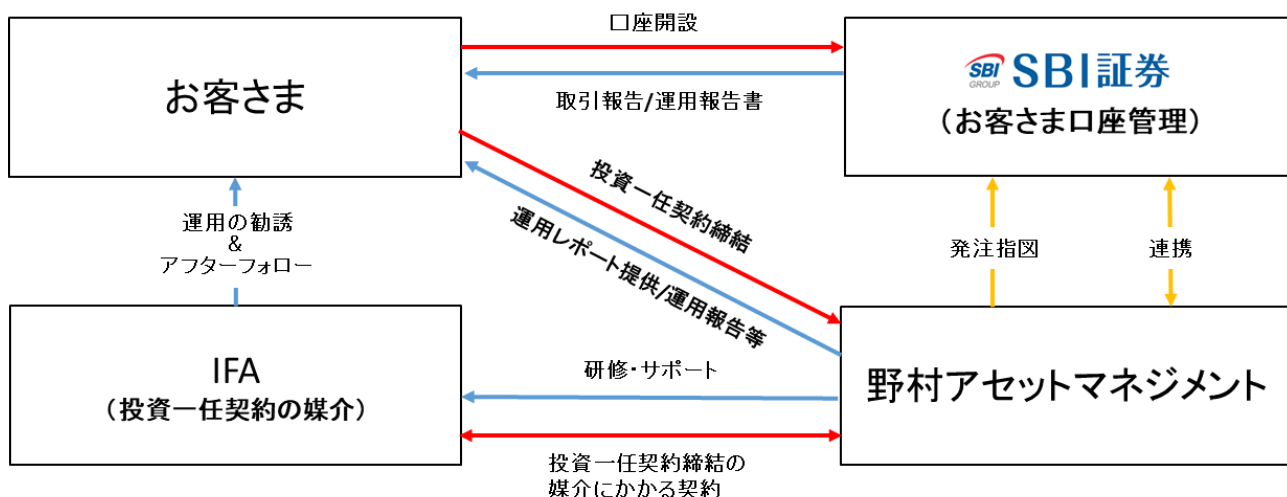 口座開設
お客さま
SBI
GROUP
SBI証券
（お客さま口座管理）
取引報告/運用報告書
投資一任契約締結
運用レポート提供/運用報告等
運用の勧誘
&
アフターフォロー
発注指図
連携
IFA
（投資一任契約の媒介）
研修・サポート
野村アセットマネジメント
投資一任契約締結の
媒介にかかる契約